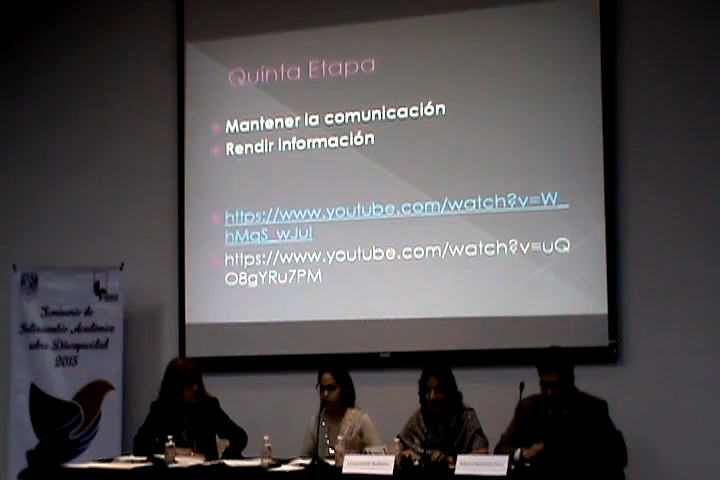 Quinta Etapa
Mantener la comunicación
Rendir información
https://www.youtube.com/watch?v=W_
hMqS_wJuI
https://www.youtube.com/watch?v=uQ
O8gYRu7PM
Seminario de
Intercambio Académico
sobre Discapacidad
2015